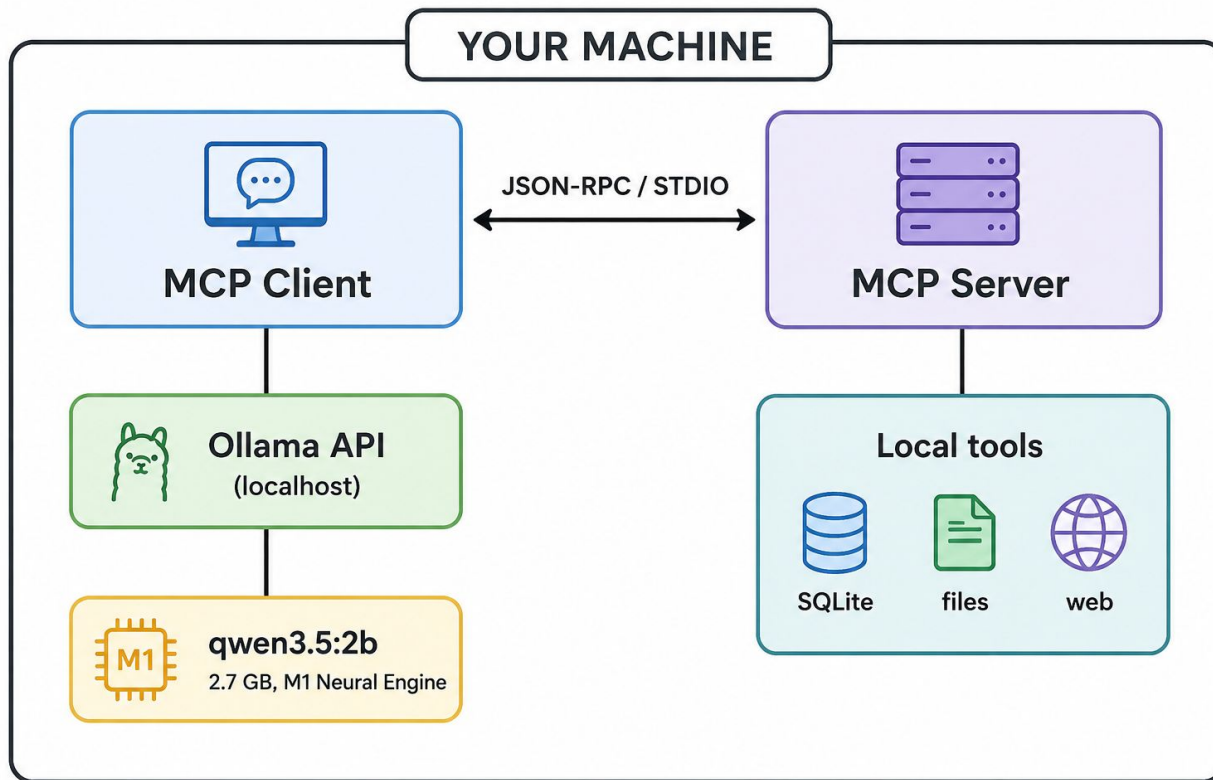 YOUR MACHINE
MCP Client
JSON-RPC / STDIO
MCP Server
Ollama API
(localhost)
M1
qwen3.5:2b
2.7 GB, M1 Neural Engine
Local tools
SQLite
files
web